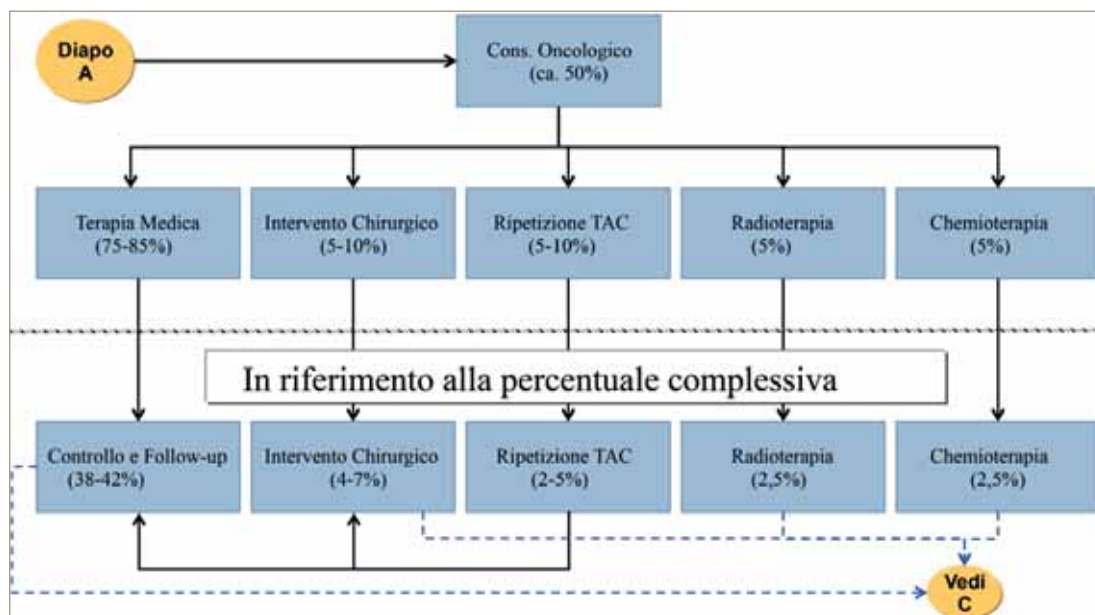 Diapo
A
Cons. Oncologico
(ca. 50%)
Terapia Medica
(75-85%)
Intervento Chirurgico
(5-10%)
Ripetizione TAC
(5-10%)
Radioterapia
(5%)
Chemioterapia
(5%)
In riferimento alla percentuale complessiva
Controllo e Follow-up
(38-42%)
Intervento Chirurgico
(4-7%)
Ripetizione TAC
(2-5%)
Radioterapia
(2,5%)
Chemioterapia
(2,5%)
Vedi
C